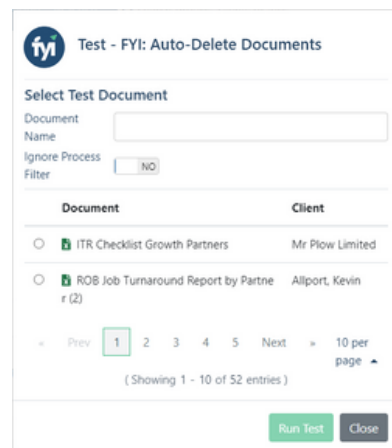 fyi
Test - FYI: Auto-Delete Documents
Select Test Document
Document
Name
Ignore Process
Filter
NO
Document Client
ITR Checklist Growth Partners Mr Plow Limited
ROB Job Turnaround Report by Partne Allport, Kevin
r (2)
« Prev 1 2 3 4 5 Next » 10 per
page
( Showing 1 - 10 of 52 entries )
Run Test Close